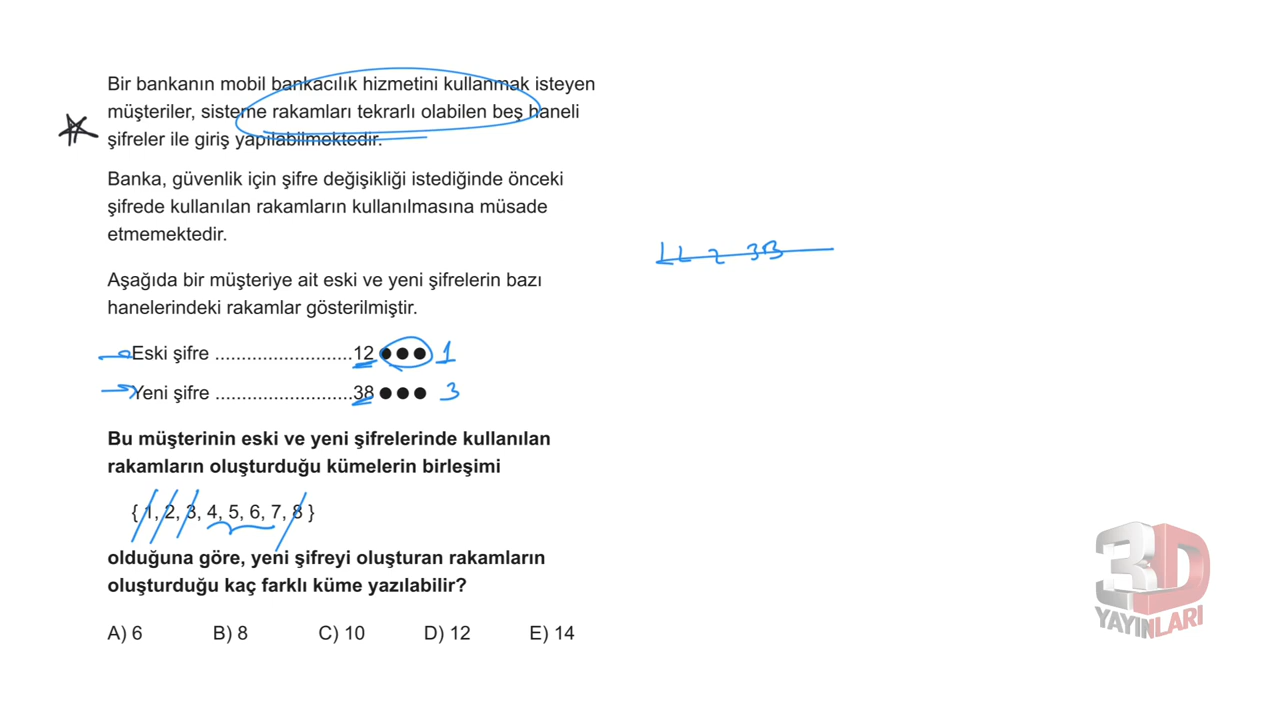 Bir bankanın mobil bankacılık hizmetini kullanmak isteyen
müşteriler, sisteme rakamları tekrarlı olabilen beş haneli
şifreler ile giriş yapılabilmektedir.
Banka, güvenlik için şifre değişikliği istediğinde önceki
şifrede kullanılan rakamların kullanılmasına müsade
etmemektedir.
Aşağıda bir müşteriye ait eski ve yeni şifrelerin bazı
hanelerindeki rakamlar gösterilmiştir.
Eski şifre ..........................12 ●●● 1
Yeni şifre ..........................38 ●●● 3
Bu müşterinin eski ve yeni şifrelerinde kullanılan
rakamların oluşturduğu kümelerin birleşimi
{ 1, 2, 3, 4, 5, 6, 7, 8 }
olduğuna göre, yeni şifreyi oluşturan rakamların
oluşturduğu kaç farklı küme yazılabilir?
A) 6 B) 8 C) 10 D) 12 E) 14
3D
YAYINLARI